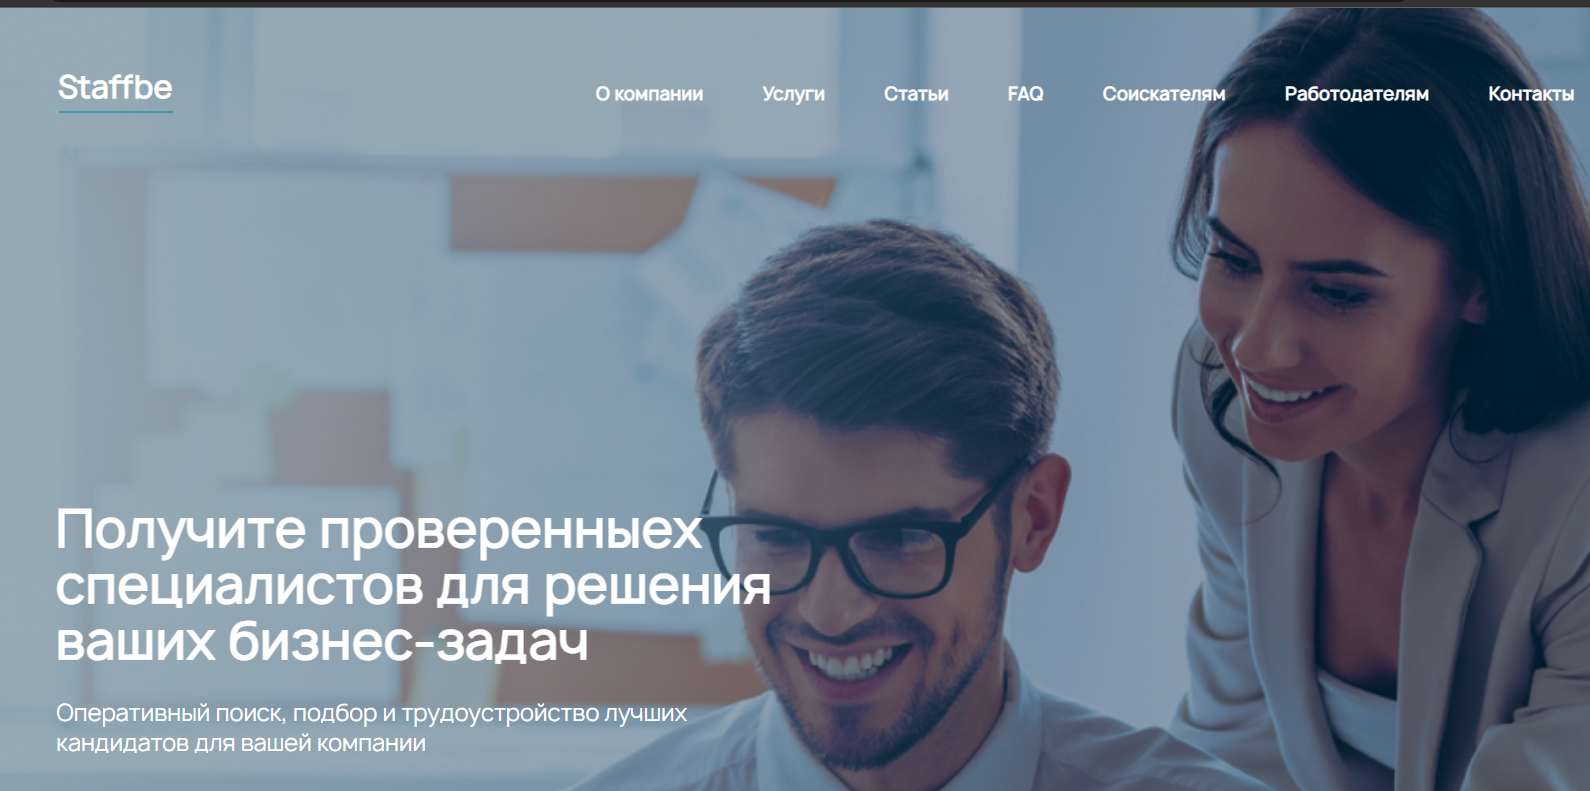 Staffbe
О компании Услуги Статьи FAQ Соискателям Работодателям Контакты
Получите проверенныех
специалистов для решения
ваших бизнес-задач
Оперативный поиск, подбор и трудоустройство лучших
кандидатов для вашей компании